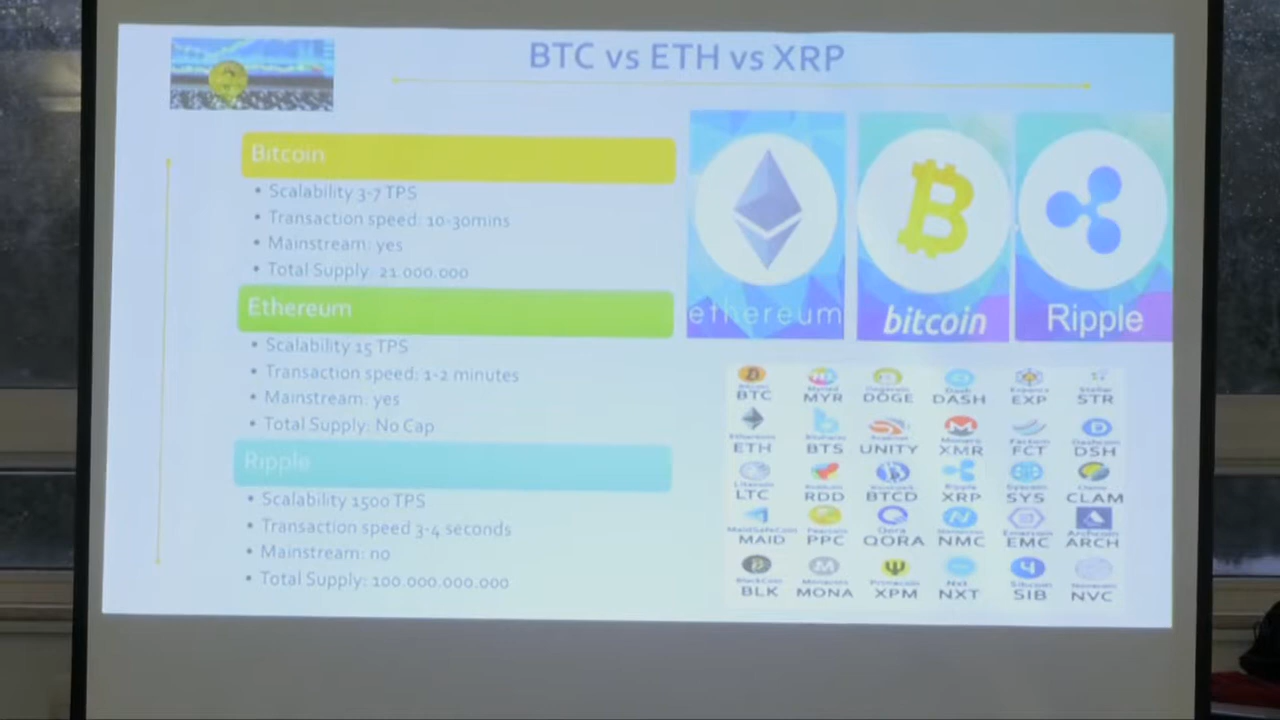 BTC vs ETH vs XRP
Bitcoin
• Scalability 3-7 TPS
• Transaction speed: 10-30mins
• Mainstream: yes
• Total Supply: 21.000.000
Ethereum
• Scalability 15 TPS
• Transaction speed: 1-2 minutes
• Mainstream: yes
• Total Supply: No Cap
Ripple
• Scalability 1500 TPS
• Transaction speed 3-4 seconds
• Mainstream: no
• Total Supply: 100.000.000.000
ethereum
bitcoin
Ripple
BTC MYR DOGE DASH EXP STR
ETH BTS UNITY XMR FCT DSH
LTC RDD BTCD XRP SYS CLAM
MAID PPC QORA NMC EMC ARCH
BLK MONA XPM NXT SIB NVC